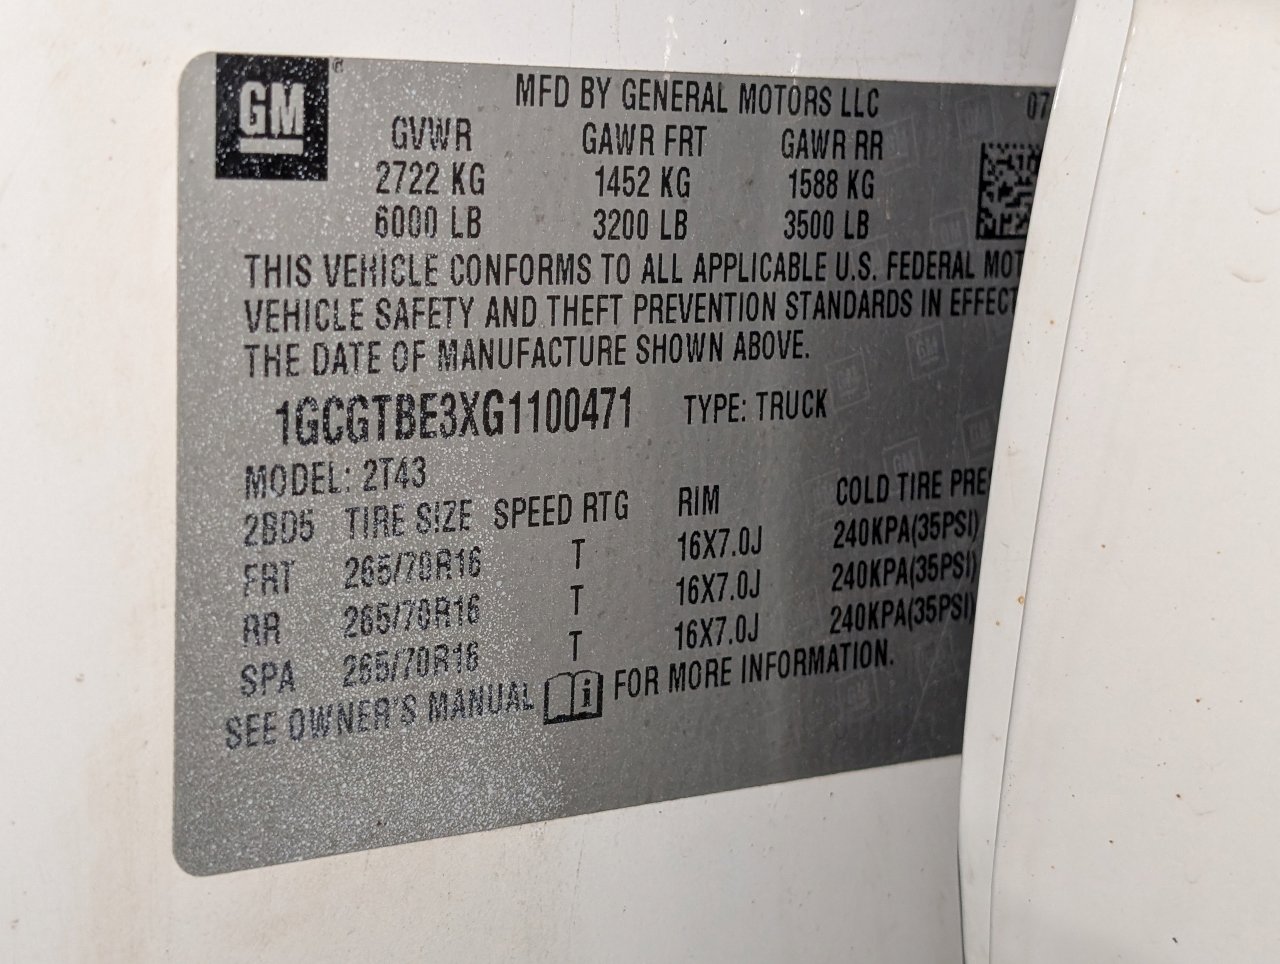 GM
MFD BY GENERAL MOTORS LLC 07
GVWR GAWR FRT GAWR RR
2722 KG 1452 KG 1588 KG
6000 LB 3200 LB 3500 LB
THIS VEHICLE CONFORMS TO ALL APPLICABLE U.S. FEDERAL MOT
VEHICLE SAFETY AND THEFT PREVENTION STANDARDS IN EFFECT
THE DATE OF MANUFACTURE SHOWN ABOVE.
1GCGTBE3XG1100471 TYPE: TRUCK
MODEL: 2T43
2BD5 TIRE SIZE SPEED RTG RIM COLD TIRE PRE
FRT 265/70R16 T 16X7.0J 240KPA(35PSI)
RR 265/70R16 T 16X7.0J 240KPA(35PSI)
SPA 265/70R16 T 16X7.0J 240KPA(35PSI)
SEE OWNER'S MANUAL i FOR MORE INFORMATION.